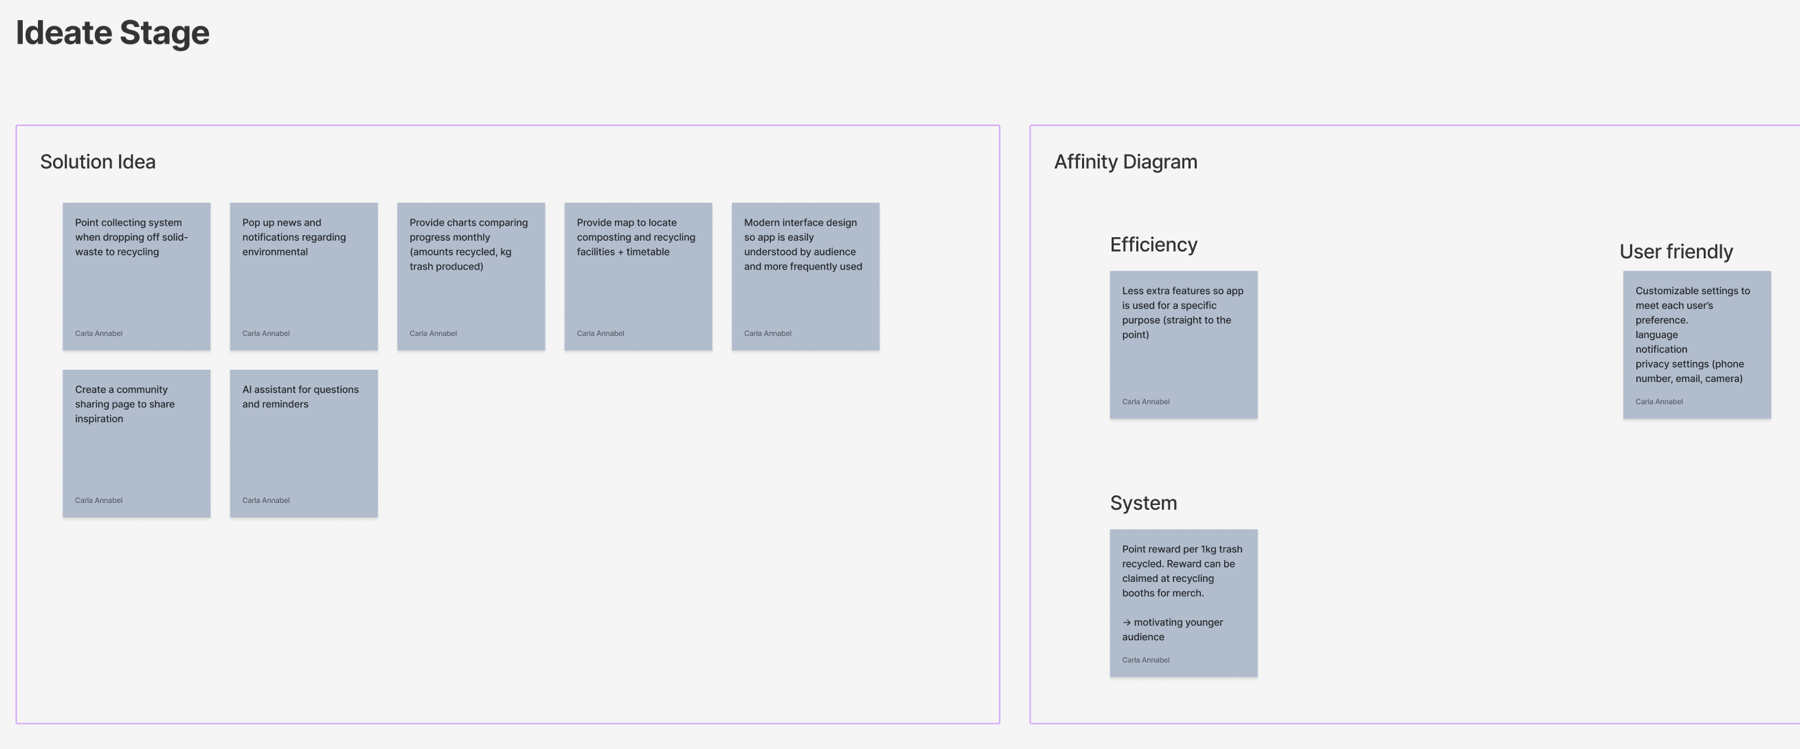 Ideate Stage
Solution Idea
Point collecting system
when dropping off solid-
waste to recycling
Carla Annabel
Pop up news and
notifications regarding
environmental
Carla Annabel
Provide charts comparing
progress monthly
(amounts recycled, kg
trash produced)
Carla Annabel
Provide map to locate
composting and recycling
facilities + timetable
Carla Annabel
Modern interface design
so app is easily
understood by audience
and more frequently used
Carla Annabel
Create a community
sharing page to share
inspiration
Carla Annabel
AI assistant for questions
and reminders
Carla Annabel
Affinity Diagram
Efficiency
Less extra features so app
is used for a specific
purpose (straight to the
point)
Carla Annabel
User friendly
Customizable settings to
meet each user's
preference.
language
notification
privacy settings (phone
number, email, camera)
Carla Annabel
System
Point reward per 1kg trash
recycled. Reward can be
claimed at recycling
booths for merch.
→ motivating younger
audience
Carla Annabel